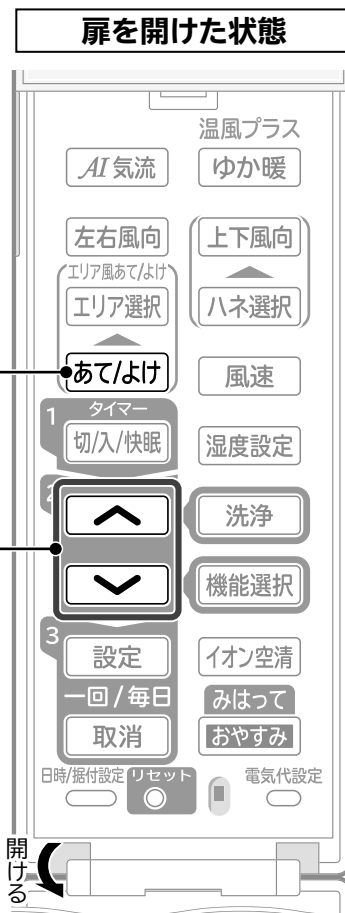 扉を開けた状態
温風プラス
AI 気流
ゆか暖
左右風向
上下風向
エリア風あて/よけ
エリア選択
ハネ選択
あて/よけ
風速
1
タイマー
切/入/快眠
湿度設定
2
洗浄
機能選択
3
設定
イオン空清
一回/毎日
みはって
取消
おやすみ
日時/据付設定
リセット
電気代設定
開ける